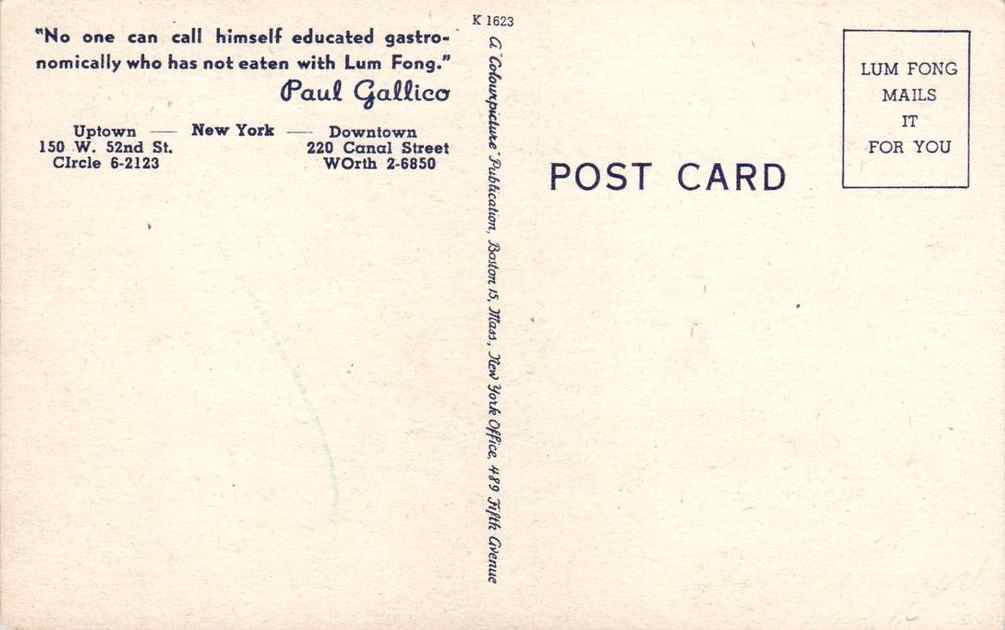 "No one can call himself educated gastro-
nomically who has not eaten with Lum Fong."
Paul Gallico
Uptown — New York — Downtown
150 W. 52nd St. 220 Canal Street
CIrcle 6-2123 WOrth 2-6850
K 1623
A "Colourpicture" Publication, Boston 15, Mass., New York Office, 489 Fifth Avenue
POST CARD
LUM FONG
MAILS
IT
FOR YOU